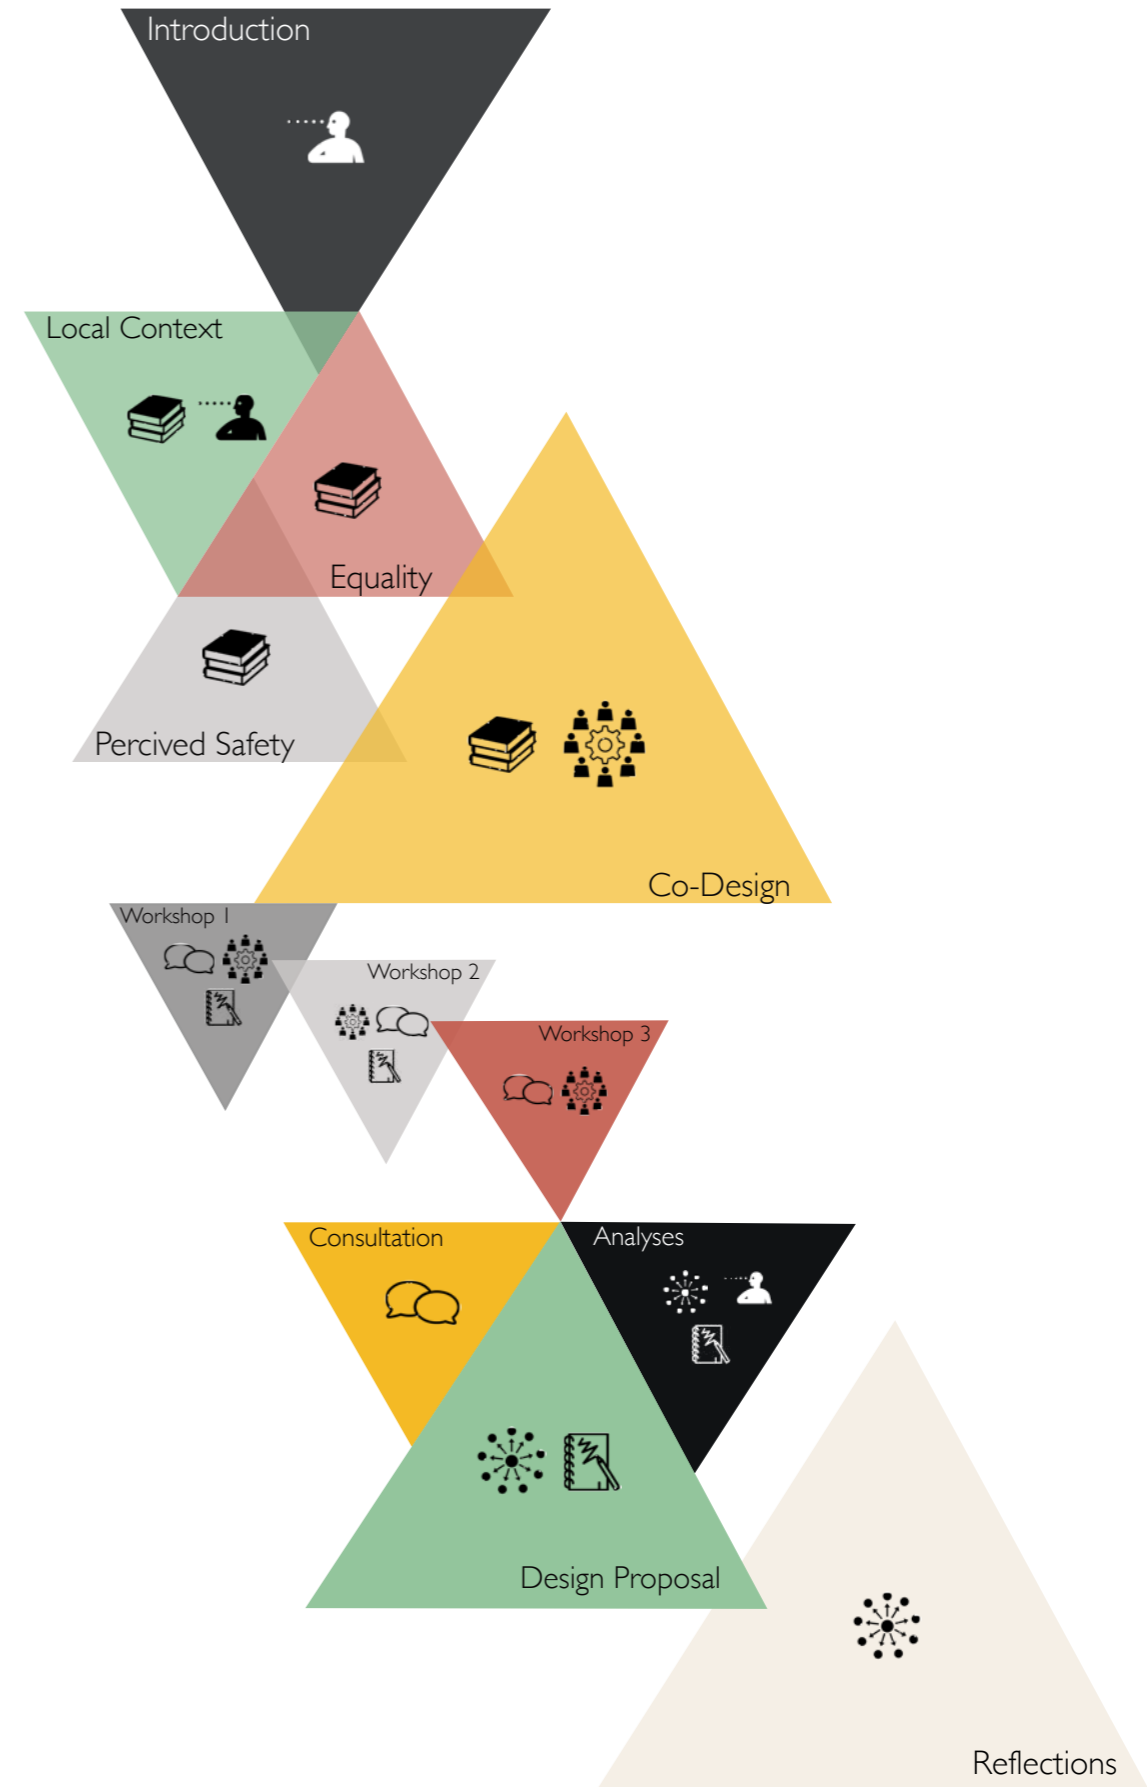 Introduction
Local Context
Equality
Percived Safety
Co-Design
Workshop 1
Workshop 2
Workshop 3
Consultation
Analyses
Design Proposal
Reflections